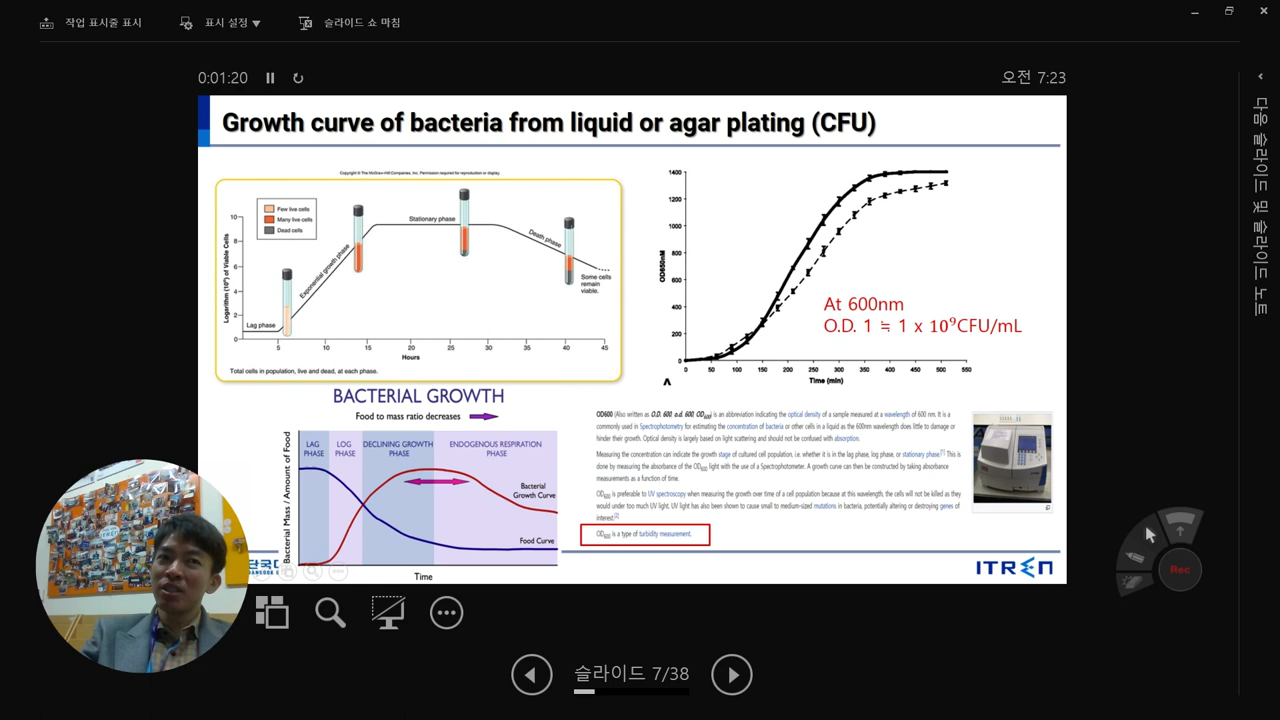 작업 표시줄 표시
표시 설정 ▼
슬라이드 쇼 마침
0:01:20
오전 7:23
다음 슬라이드 및 슬라이드 노트
Growth curve of bacteria from liquid or agar plating (CFU)
Copyright © The McGraw-Hill Companies, Inc. Permission required for reproduction or display.
Few live cells
Many live cells
Dead cells
Logarithm (10ⁿ) of Viable Cells
10
8
6
4
2
0
Lag phase
Exponential growth phase
Stationary phase
Death phase
Some cells
remain
viable.
5 10 15 20 25 30 35 40 45
Hours
Total cells in population, live and dead, at each phase.
1400
1200
1000
800
600
400
200
0
OD650nM
0 50 100 150 200 250 300 350 400 450 500 550
Time (min)
A
At 600nm
O.D. 1 ≒ 1 x 10⁹CFU/mL
BACTERIAL GROWTH
Food to mass ratio decreases
LAG
PHASE
LOG
PHASE
DECLINING GROWTH
PHASE
ENDOGENOUS RESPIRATION
PHASE
Bacterial Mass / Amount of Food
Bacterial
Growth Curve
Food Curve
Time
OD600 (Also written as O.D. 600, o.d. 600, OD₆₀₀) is an abbreviation indicating the optical density of a sample measured at a wavelength of 600 nm. It is a
commonly used in Spectrophotometry for estimating the concentration of bacteria or other cells in a liquid as the 600nm wavelength does little to damage or
hinder their growth. Optical density is largely based on light scattering and should not be confused with absorption.
Measuring the concentration can indicate the growth stage of cultured cell population, i.e. whether it is in the lag phase, log phase, or stationary phase.[1] This is
done by measuring the absorbance of the OD₆₀₀ light with the use of a Spectrophotometer. A growth curve can then be constructed by taking absorbance
measurements as a function of time.
OD₆₀₀ is preferable to UV spectroscopy when measuring the growth over time of a cell population because at this wavelength, the cells will not be killed as they
would under too much UV light. UV light has also been shown to cause small to medium-sized mutations in bacteria, potentially altering or destroying genes of
interest.[2]
OD₆₀₀ is a type of turbidity measurement.
ITREN
Rec
슬라이드 7/38